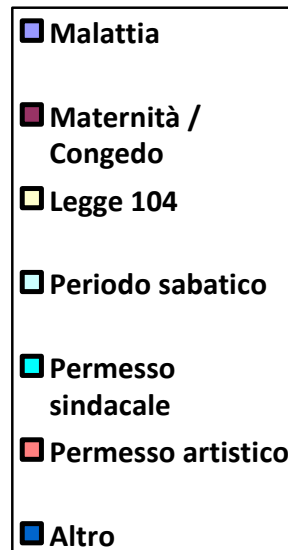 Malattia
Maternità /
Congedo
Legge 104
Periodo sabatico
Permesso
sindacale
Permesso artistico
Altro